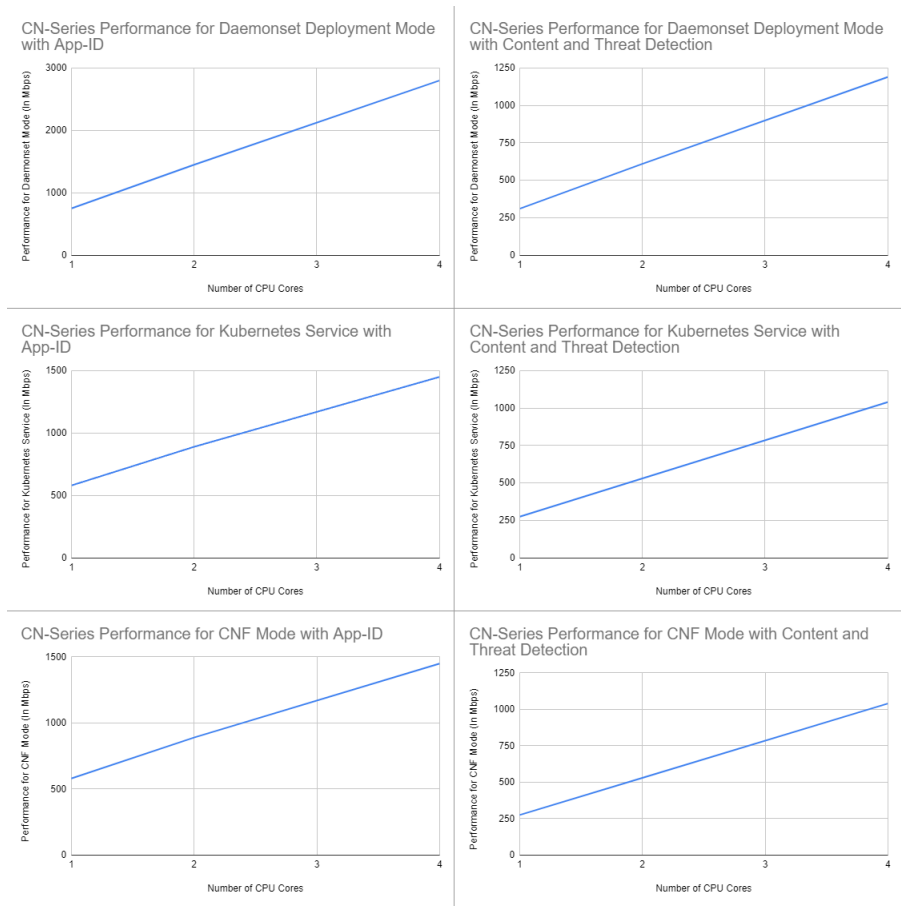 CN-Series Performance for Daemonset Deployment Mode
with App-ID
Performance for Daemonset Mode (In Mbps)
3000
2000
1000
0
1
2
3
4
Number of CPU Cores
CN-Series Performance for Daemonset Deployment Mode
with Content and Threat Detection
Performance for Daemonset Mode (In Mbps)
1250
1000
750
500
250
0
1
2
3
4
Number of CPU Cores
CN-Series Performance for Kubernetes Service with
App-ID
Performance for Kubernetes Service (In Mbps)
1500
1000
500
0
1
2
3
4
Number of CPU Cores
CN-Series Performance for Kubernetes Service with
Content and Threat Detection
Performance for Kubernetes Service (In Mbps)
1250
1000
750
500
250
0
1
2
3
4
Number of CPU Cores
CN-Series Performance for CNF Mode with App-ID
Performance for CNF Mode (In Mbps)
1500
1000
500
0
1
2
3
4
Number of CPU Cores
CN-Series Performance for CNF Mode with Content and
Threat Detection
Performance for CNF Mode (In Mbps)
1250
1000
750
500
250
0
1
2
3
4
Number of CPU Cores